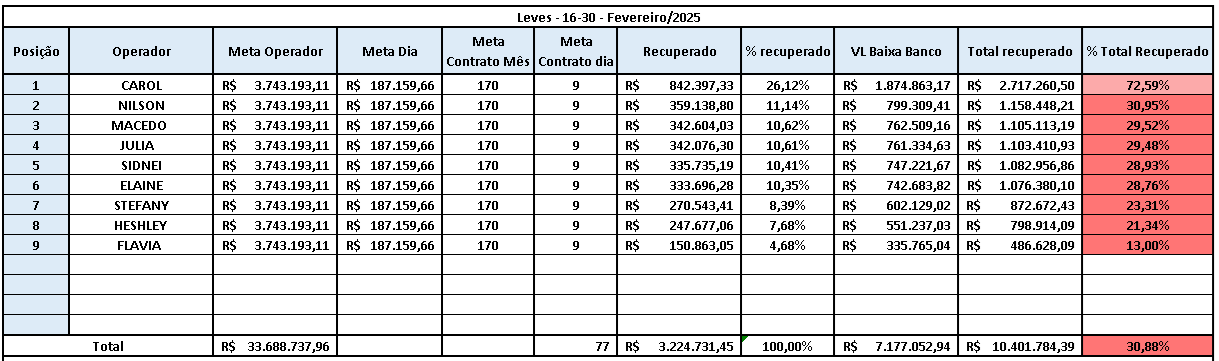 Leves - 16-30 - Fevereiro/2025
Posição Operador Meta Operador Meta Dia Meta Contrato Mês Meta Contrato dia Recuperado % recuperado VL Baixa Banco Total recuperado % Total Recuperado
1 CAROL R$ 3.743.193,11 R$ 187.159,66 170 9 R$ 842.397,33 26,12% R$ 1.874.863,17 R$ 2.717.260,50 72,59%
2 NILSON R$ 3.743.193,11 R$ 187.159,66 170 9 R$ 359.138,80 11,14% R$ 799.309,41 R$ 1.158.448,21 30,95%
3 MACEDO R$ 3.743.193,11 R$ 187.159,66 170 9 R$ 342.604,03 10,62% R$ 762.509,16 R$ 1.105.113,19 29,52%
4 JULIA R$ 3.743.193,11 R$ 187.159,66 170 9 R$ 342.076,30 10,61% R$ 761.334,63 R$ 1.103.410,93 29,48%
5 SIDNEI R$ 3.743.193,11 R$ 187.159,66 170 9 R$ 335.735,19 10,41% R$ 747.221,67 R$ 1.082.956,86 28,93%
6 ELAINE R$ 3.743.193,11 R$ 187.159,66 170 9 R$ 333.696,28 10,35% R$ 742.683,82 R$ 1.076.380,10 28,76%
7 STEFANY R$ 3.743.193,11 R$ 187.159,66 170 9 R$ 270.543,41 8,39% R$ 602.129,02 R$ 872.672,43 23,31%
8 HESHLEY R$ 3.743.193,11 R$ 187.159,66 170 9 R$ 247.677,06 7,68% R$ 551.237,03 R$ 798.914,09 21,34%
9 FLAVIA R$ 3.743.193,11 R$ 187.159,66 170 9 R$ 150.863,05 4,68% R$ 335.765,04 R$ 486.628,09 13,00%
Total R$ 33.688.737,96 77 R$ 3.224.731,45 100,00% R$ 7.177.052,94 R$ 10.401.784,39 30,88%